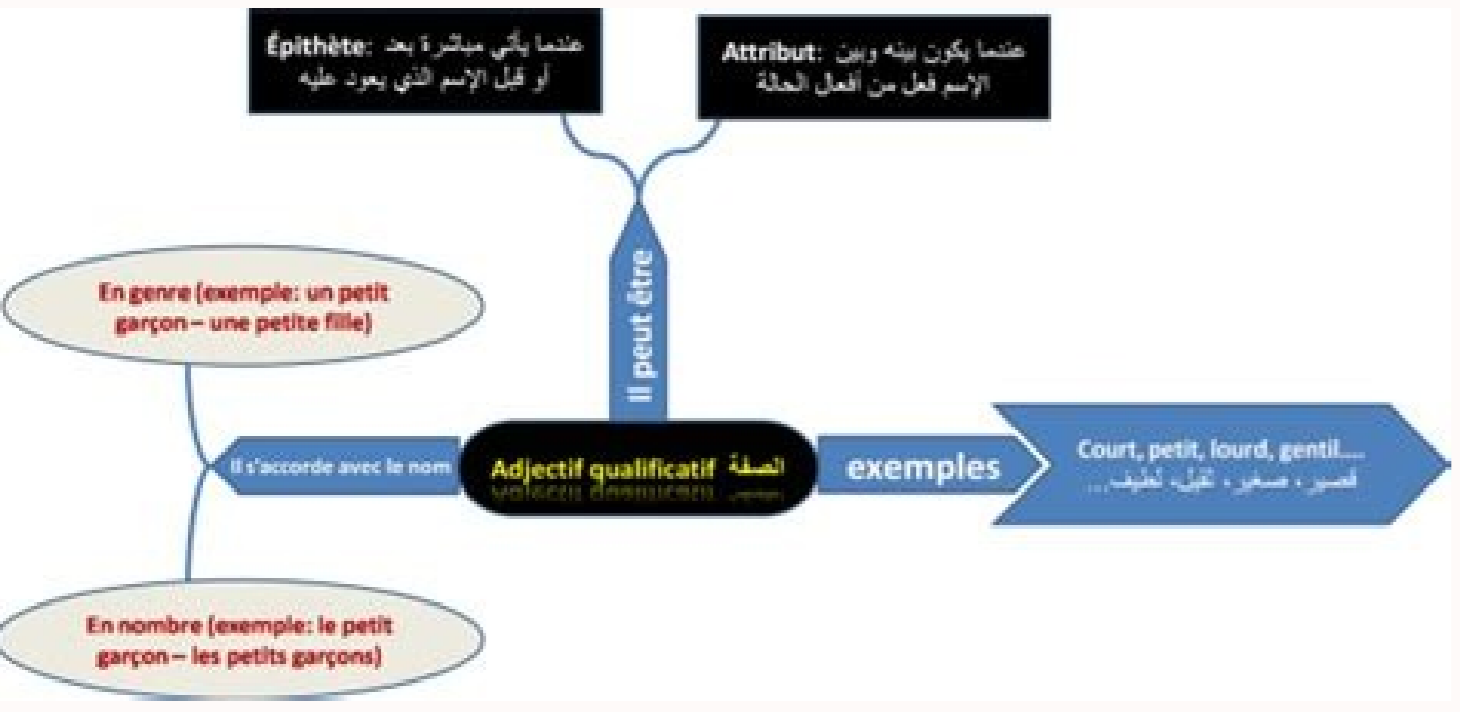 Épithète: عندما يأتي مباشرة بعد
أو قبل الإسم الذي يعود عليه
Attribut: عندما يكون بينه وبين
الإسم فعل من أفعال الحالة
Il peut être
En genre (exemple: un petit
garçon – une petite fille)
Il s'accorde avec le nom
Adjectif qualificatif الصفة
exemples
Court, petit, lourd, gentil....
قصير، صغير، ثقيل، لطيف...
En nombre (exemple: le petit
garçon – les petits garçons)